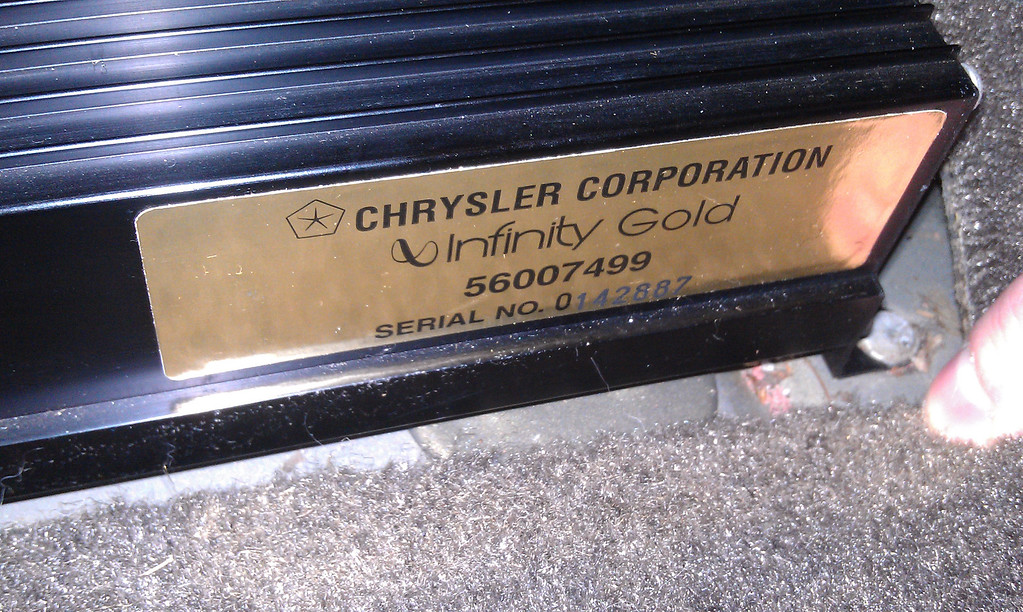 CHRYSLER CORPORATION
Infinity Gold
56007499
SERIAL NO. 0142887